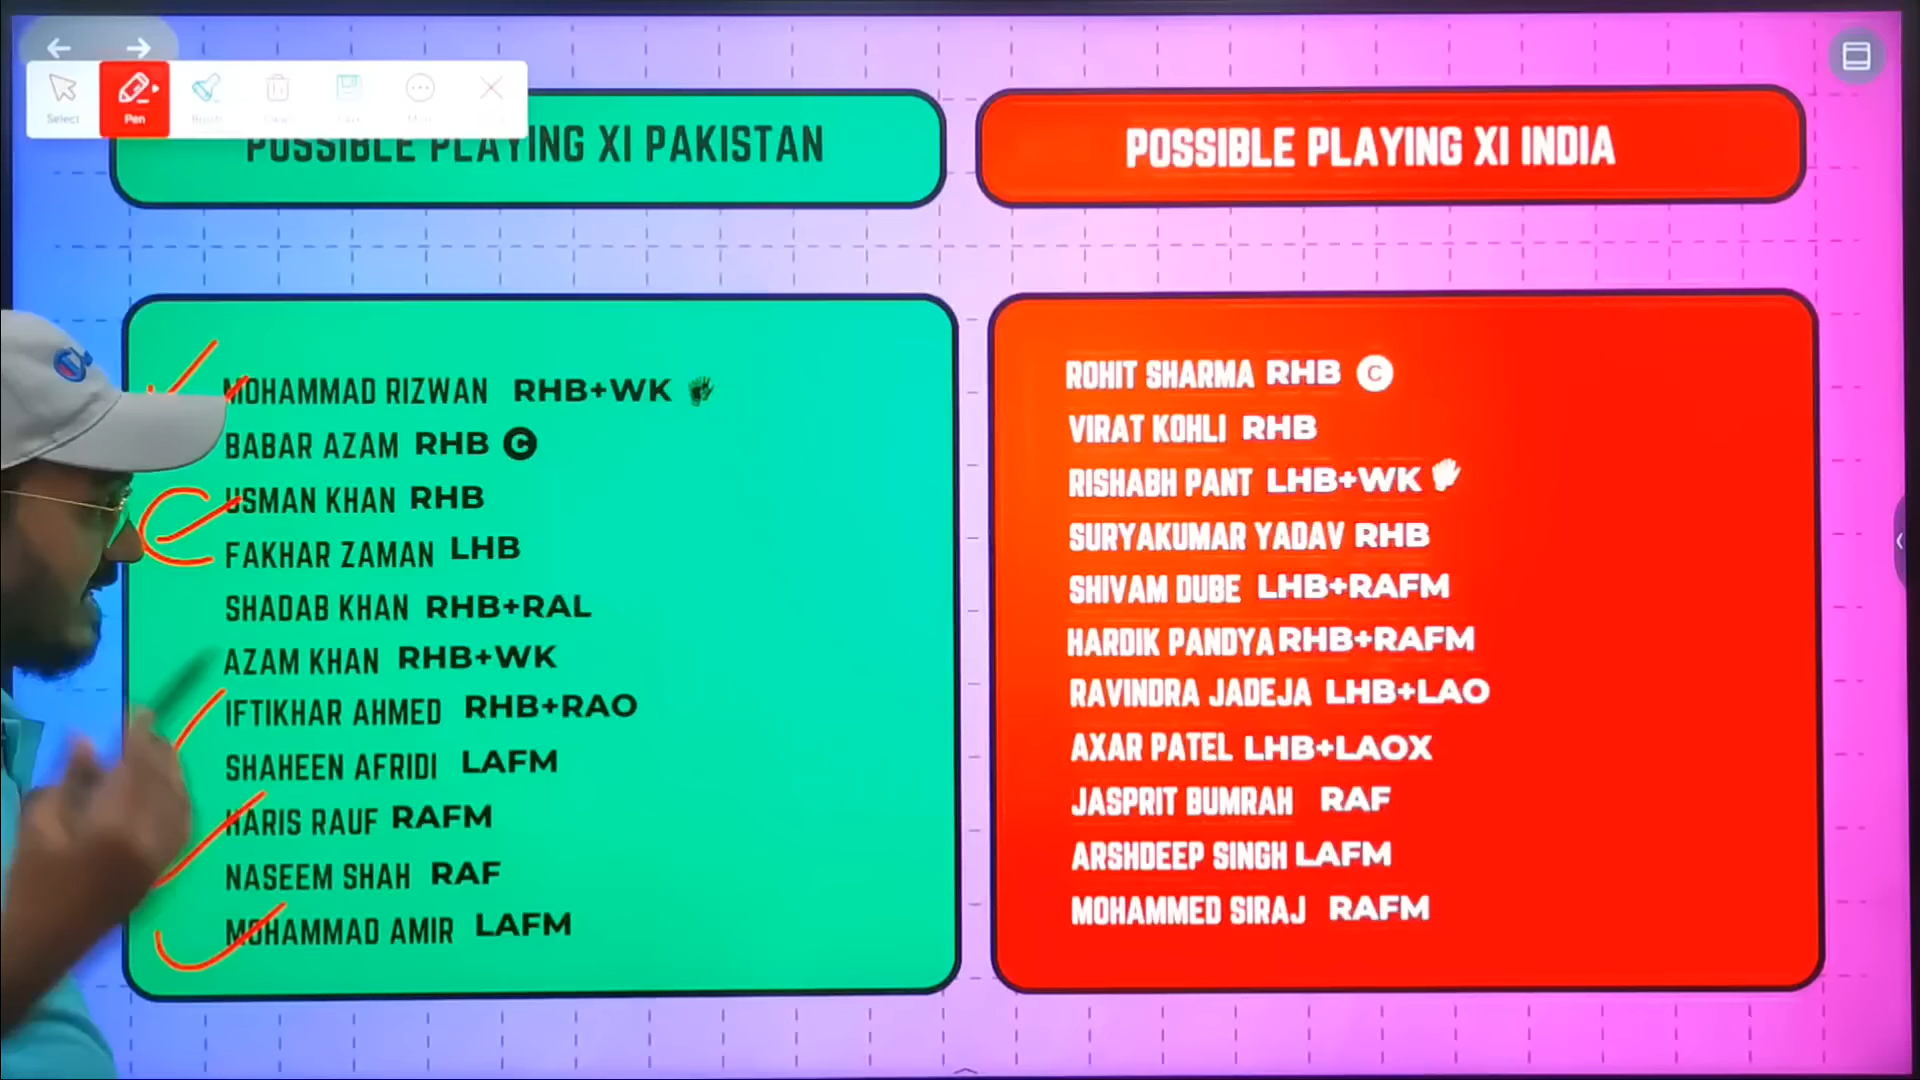 Select
Pen
POSSIBLE PLAYING XI PAKISTAN
MOHAMMAD RIZWAN RHB+WK
BABAR AZAM RHB C
USMAN KHAN RHB
FAKHAR ZAMAN LHB
SHADAB KHAN RHB+RAL
AZAM KHAN RHB+WK
IFTIKHAR AHMED RHB+RAO
SHAHEEN AFRIDI LAFM
HARIS RAUF RAFM
NASEEM SHAH RAF
MOHAMMAD AMIR LAFM
POSSIBLE PLAYING XI INDIA
ROHIT SHARMA RHB C
VIRAT KOHLI RHB
RISHABH PANT LHB+WK
SURYAKUMAR YADAV RHB
SHIVAM DUBE LHB+RAFM
HARDIK PANDYA RHB+RAFM
RAVINDRA JADEJA LHB+LAO
AXAR PATEL LHB+LAOX
JASPRIT BUMRAH RAF
ARSHDEEP SINGH LAFM
MOHAMMED SIRAJ RAFM